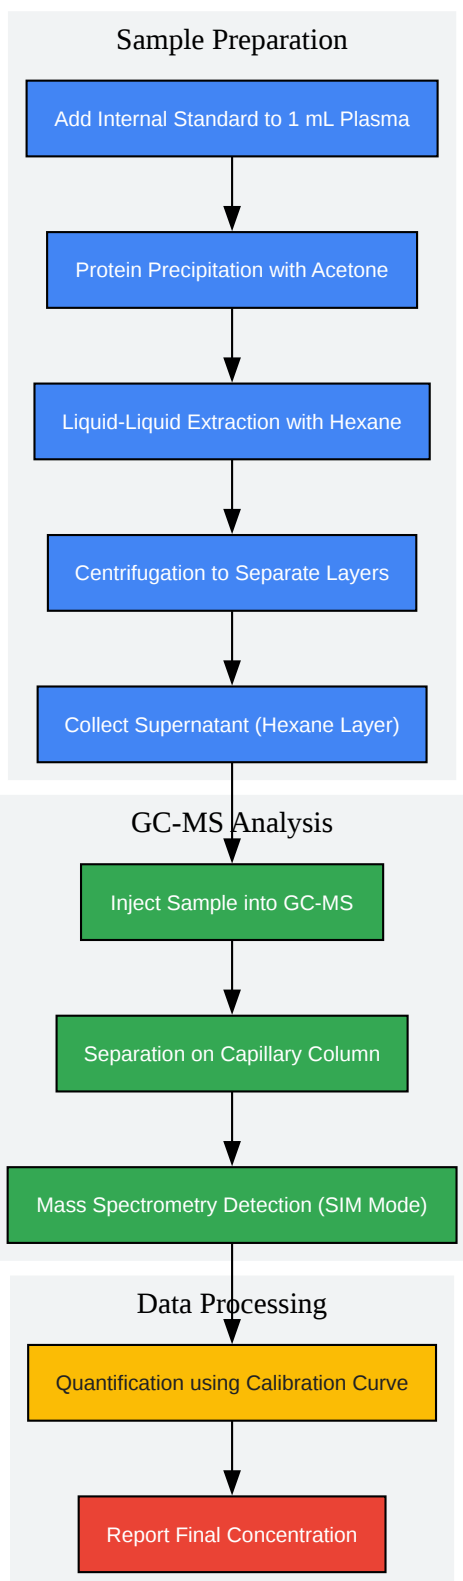 Sample Preparation
Add Internal Standard to 1 mL Plasma
Protein Precipitation with Acetone
Liquid-Liquid Extraction with Hexane
Centrifugation to Separate Layers
Collect Supernatant (Hexane Layer)
GC-MS Analysis
Inject Sample into GC-MS
Separation on Capillary Column
Mass Spectrometry Detection (SIM Mode)
Data Processing
Quantification using Calibration Curve
Report Final Concentration